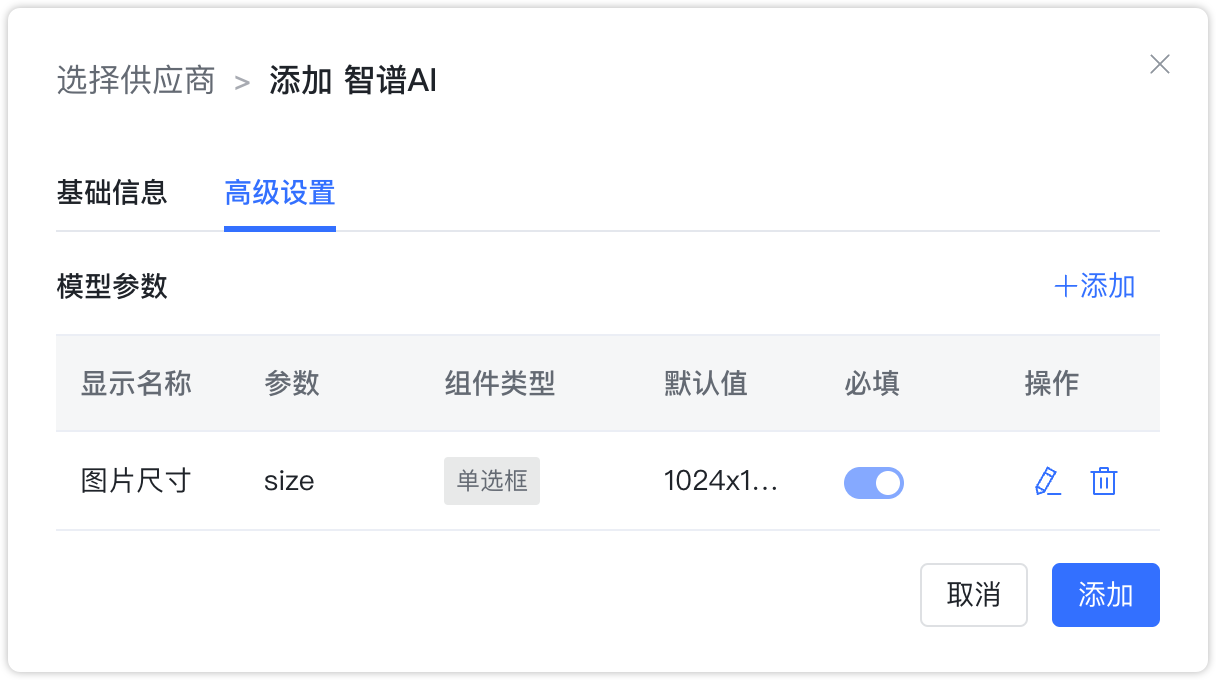 选择供应商 > 添加 智谱AI
基础信息 高级设置
模型参数 +添加
显示名称 参数 组件类型 默认值 必填 操作
图片尺寸 size 单选框 1024x1...
取消 添加